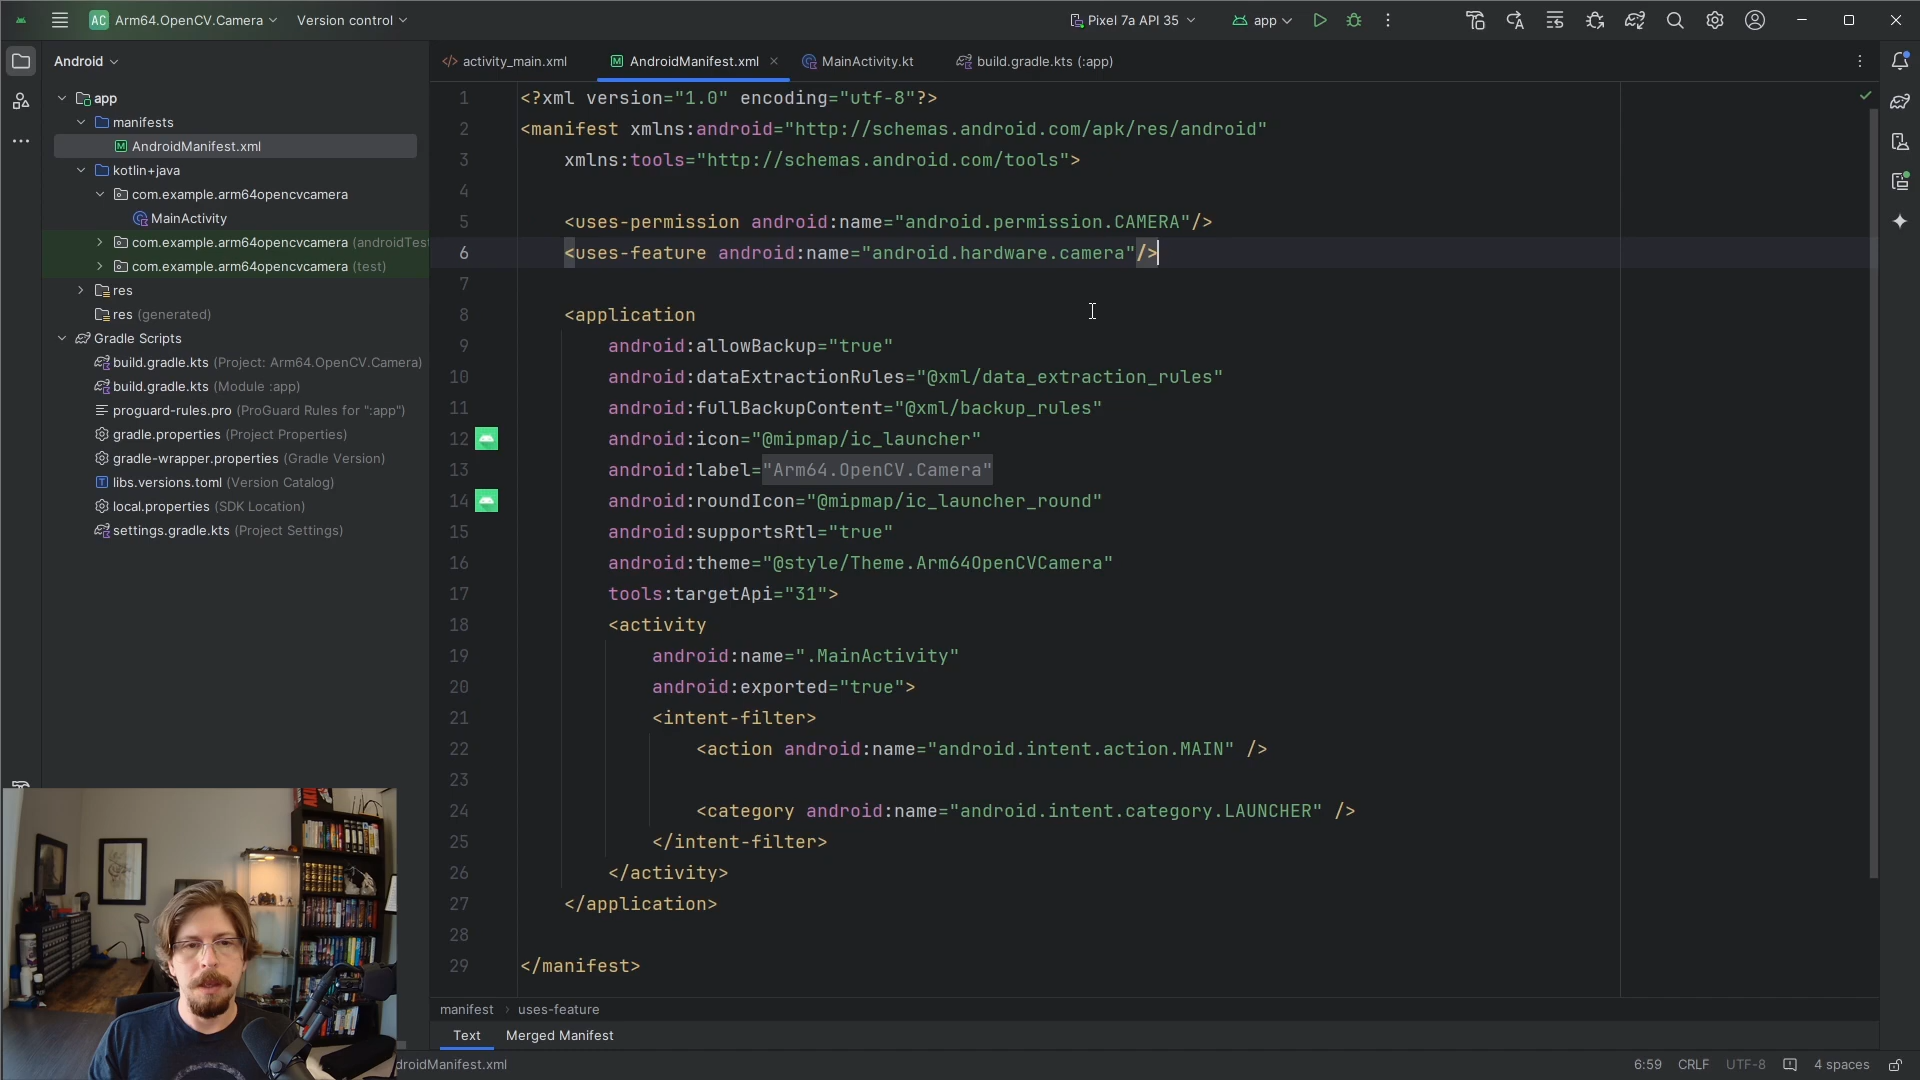 AC Arm64.OpenCV.Camera Version control Pixel 7a API 35 app
Android
app
manifests
AndroidManifest.xml
kotlin+java
com.example.arm64opencvcamera
MainActivity
com.example.arm64opencvcamera (androidTest
com.example.arm64opencvcamera (test)
res
res (generated)
Gradle Scripts
build.gradle.kts (Project: Arm64.OpenCV.Camera)
build.gradle.kts (Module :app)
proguard-rules.pro (ProGuard Rules for ":app")
gradle.properties (Project Properties)
gradle-wrapper.properties (Gradle Version)
libs.versions.toml (Version Catalog)
local.properties (SDK Location)
settings.gradle.kts (Project Settings)
activity_main.xml AndroidManifest.xml MainActivity.kt build.gradle.kts (:app)
1 <?xml version="1.0" encoding="utf-8"?>
2 <manifest xmlns:android="http://schemas.android.com/apk/res/android"
3 xmlns:tools="http://schemas.android.com/tools">
4
5 <uses-permission android:name="android.permission.CAMERA"/>
6 <uses-feature android:name="android.hardware.camera"/>
7
8 <application
9 android:allowBackup="true"
10 android:dataExtractionRules="@xml/data_extraction_rules"
11 android:fullBackupContent="@xml/backup_rules"
12 android:icon="@mipmap/ic_launcher"
13 android:label="Arm64.OpenCV.Camera"
14 android:roundIcon="@mipmap/ic_launcher_round"
15 android:supportsRtl="true"
16 android:theme="@style/Theme.Arm64OpenCVCamera"
17 tools:targetApi="31">
18 <activity
19 android:name=".MainActivity"
20 android:exported="true">
21 <intent-filter>
22 <action android:name="android.intent.action.MAIN" />
23
24 <category android:name="android.intent.category.LAUNCHER" />
25 </intent-filter>
26 </activity>
27 </application>
28
29 </manifest>
manifest uses-feature
Text Merged Manifest
droidManifest.xml 6:59 CRLF UTF-8 4 spaces